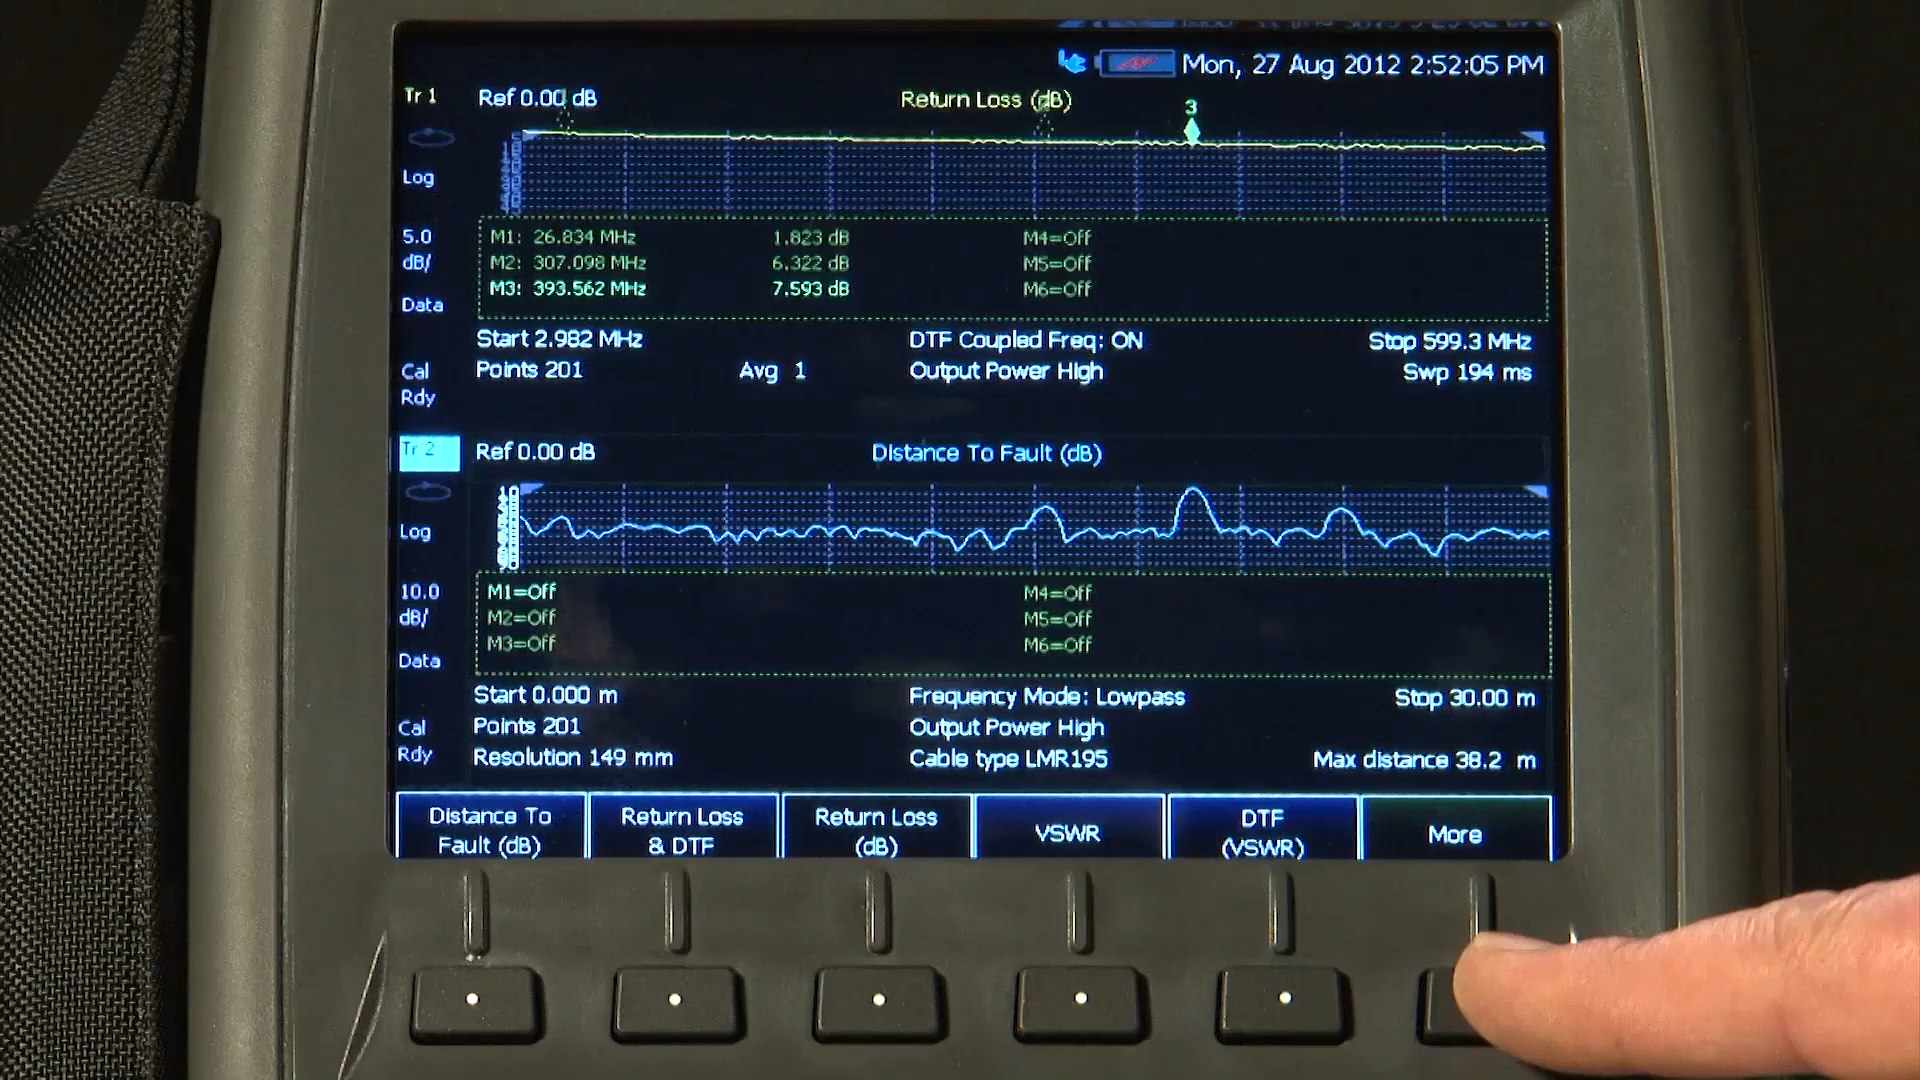 Mon, 27 Aug 2012 2:52:05 PM
Tr 1
Ref 0.00 dB
Return Loss (dB)
3
Log
5.0
dB/
Data
M1: 26.834 MHz 1.823 dB M4=Off
M2: 307.098 MHz 6.322 dB M5=Off
M3: 393.562 MHz 7.593 dB M6=Off
Start 2.982 MHz DTF Coupled Freq: ON Stop 599.3 MHz
Points 201 Avg 1 Output Power High Swp 194 ms
Cal
Rdy
Tr 2
Ref 0.00 dB
Distance To Fault (dB)
Log
10.0
dB/
Data
M1=Off M4=Off
M2=Off M5=Off
M3=Off M6=Off
Start 0.000 m Frequency Mode: Lowpass Stop 30.00 m
Points 201 Output Power High
Resolution 149 mm Cable type LMR195 Max distance 38.2 m
Cal
Rdy
Distance To
Fault (dB)
Return Loss
& DTF
Return Loss
(dB)
VSWR
DTF
(VSWR)
More